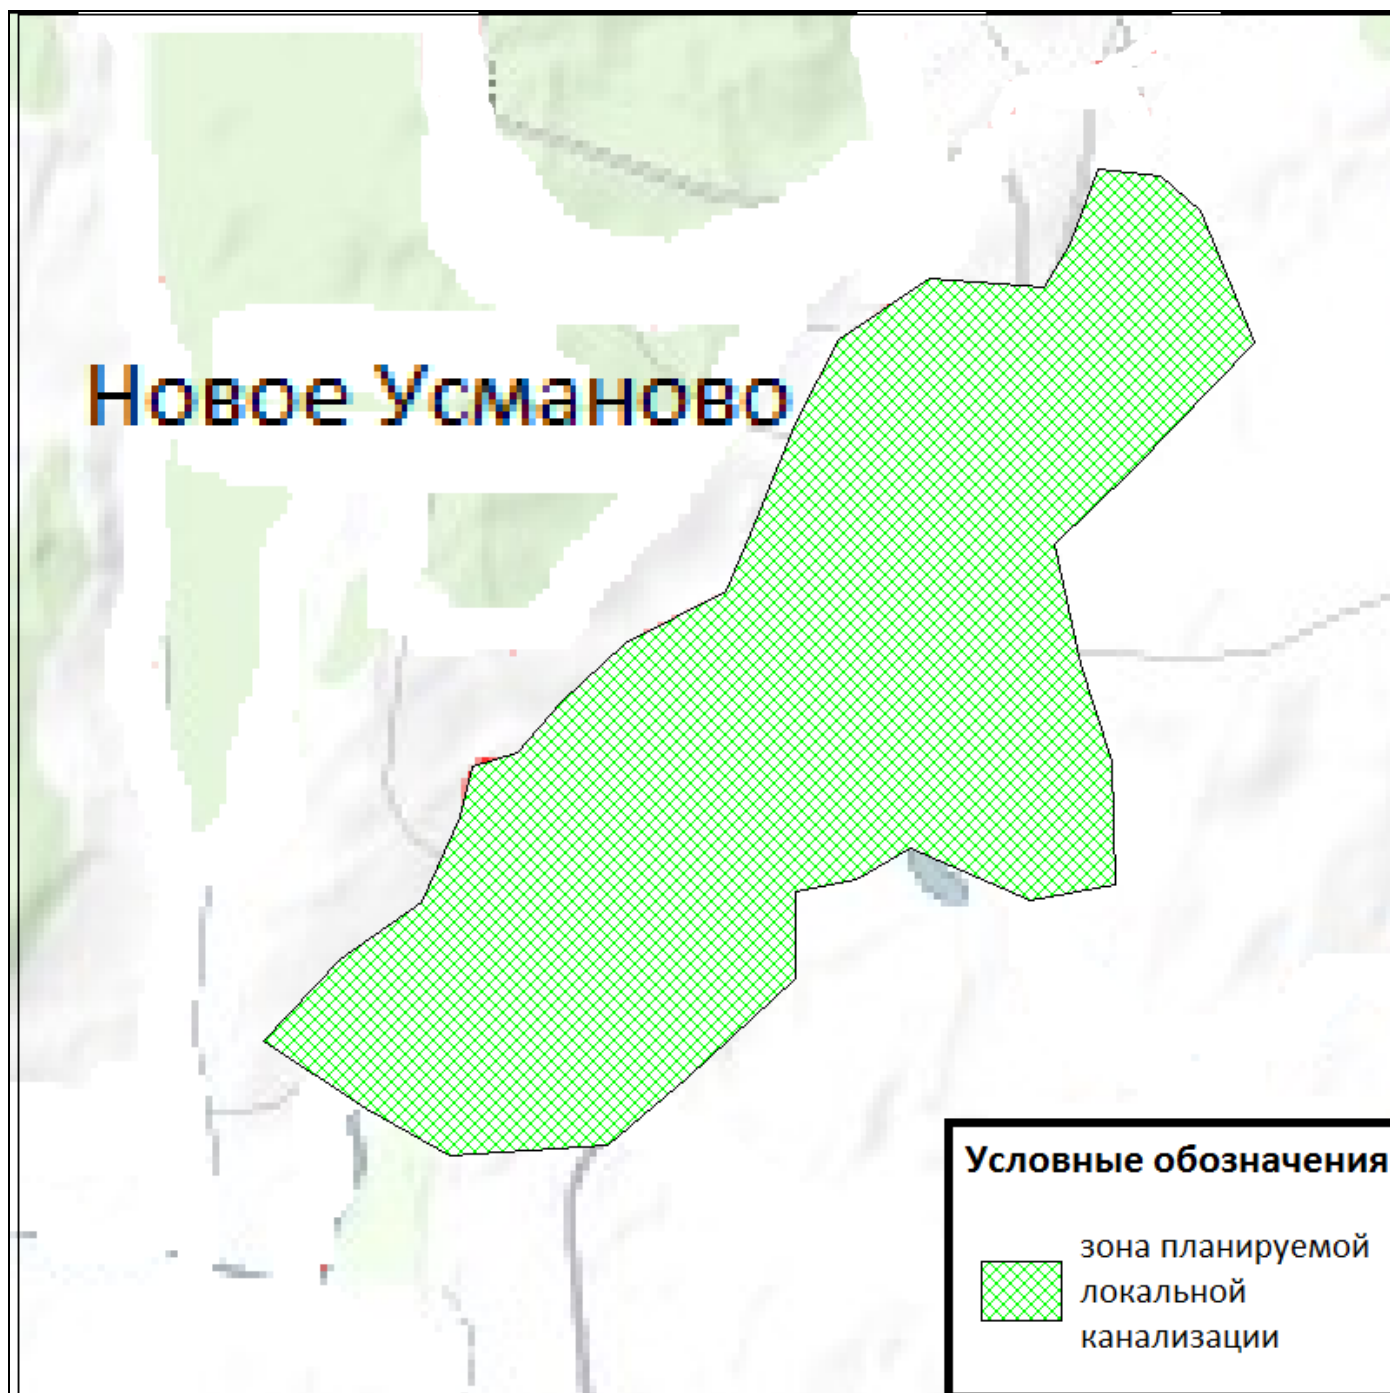 Новое Усманово
Условные обозначения
зона планируемой
локальной
канализации